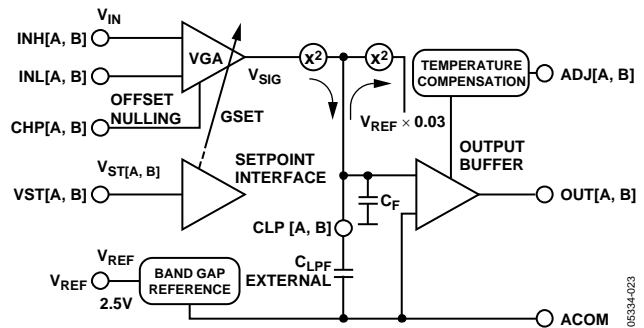 V_IN
INH[A, B]
VGA
INL[A, B]
V_SIG
x²
x²
TEMPERATURE
COMPENSATION
ADJ[A, B]
OFFSET
NULLING
CHP[A, B]
GSET
V_REF × 0.03
V_ST[A, B]
VST[A, B]
SETPOINT
INTERFACE
OUTPUT
BUFFER
C_F
OUT[A, B]
CLP [A, B]
V_REF
V_REF
2.5V
BAND GAP
REFERENCE
C_LPF
EXTERNAL
ACOM
05334-023